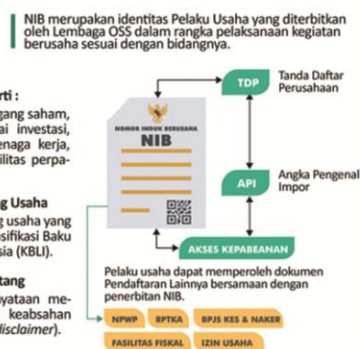 NIB merupakan identitas Pelaku Usaha yang diterbitkan
oleh Lembaga OSS dalam rangka pelaksanaan kegiatan
berusaha sesuai dengan bidangnya.
TDP
Tanda Daftar
Perusahaan
NOMOR INDUK BERUSAHA
NIB
API
Angka Pengenal
Impor
AKSES KEPABEANAN
rti :
gang saham,
ai investasi,
enaga kerja,
ilitas perpa-
g Usaha
g usaha yang
sifikasi Baku
sia (KBLI).
tang
nyataan me-
keabsahan
disclaimer).
Pelaku usaha dapat memperoleh dokumen
Pendaftaran Lainnya bersamaan dengan
penerbitan NIB.
NPWP RPTKA BPJS KES & NAKER
FASILITAS FISKAL IZIN USAHA